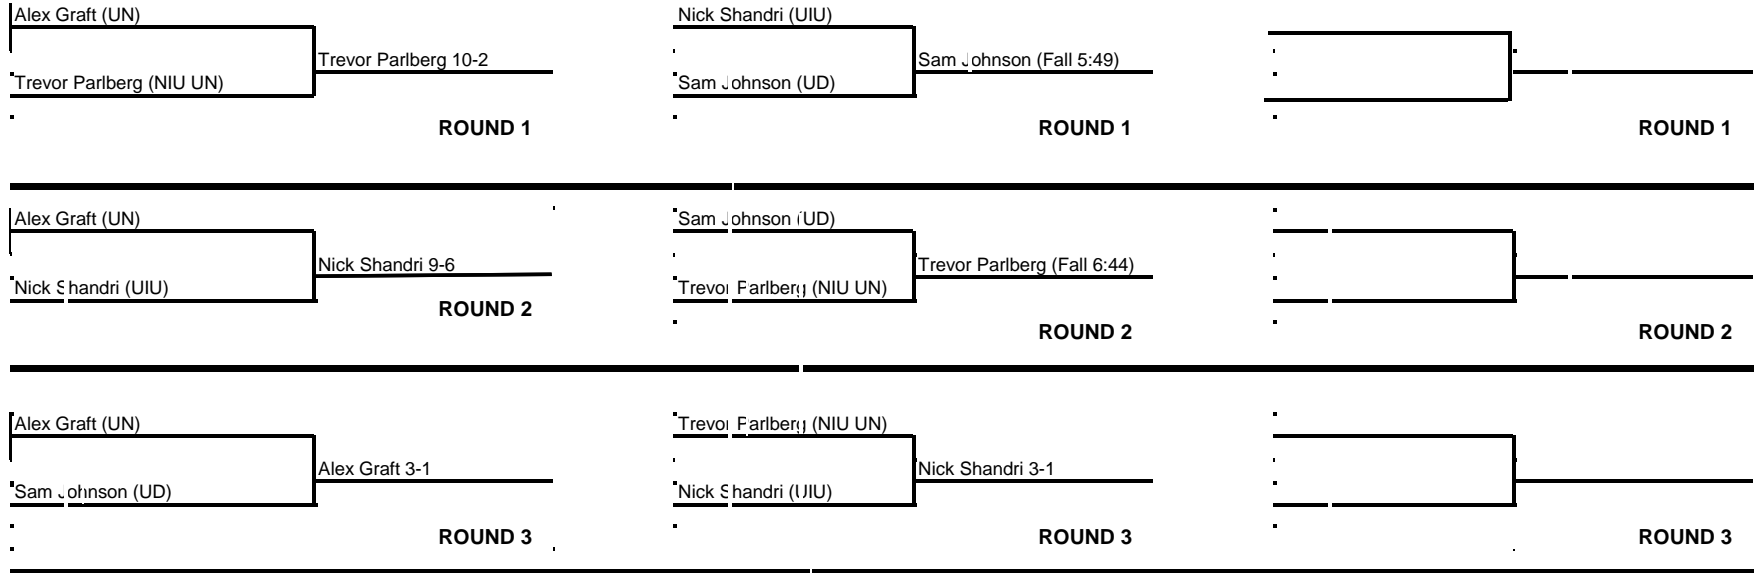 Alex Graft (UN)
Trevor Parlberg 10-2
Trevor Parlberg (NIU UN)
ROUND 1
Nick Shandri (UIU)
Sam Johnson (Fall 5:49)
Sam Johnson (UD)
ROUND 1
ROUND 1
Alex Graft (UN)
Nick Shandri 9-6
Nick Shandri (UIU)
ROUND 2
Sam Johnson (UD)
Trevor Parlberg (Fall 6:44)
Trevor Parlberg (NIU UN)
ROUND 2
ROUND 2
Alex Graft (UN)
Alex Graft 3-1
Sam Johnson (UD)
ROUND 3
Trevor Parlberg (NIU UN)
Nick Shandri 3-1
Nick Shandri (UIU)
ROUND 3
ROUND 3